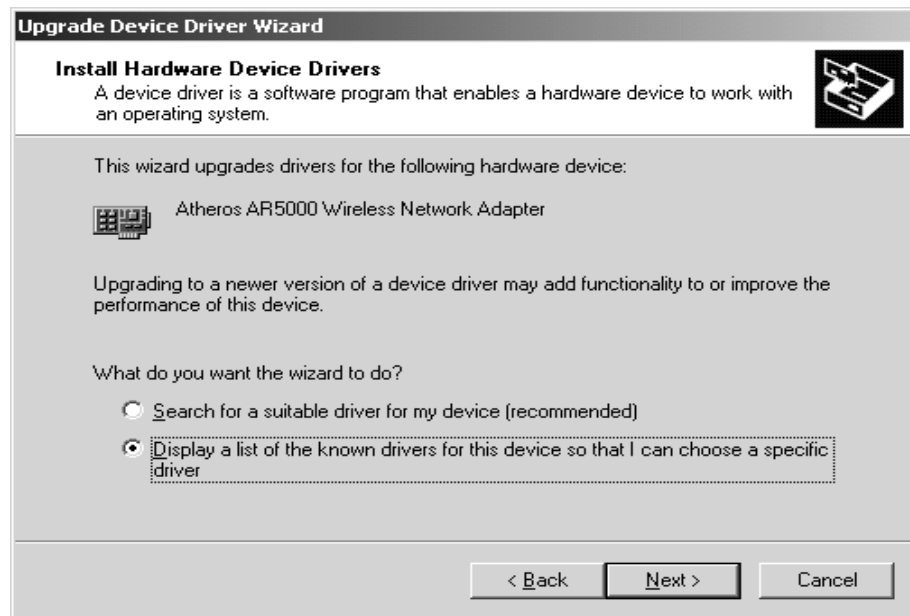 Upgrade Device Driver Wizard
Install Hardware Device Drivers
A device driver is a software program that enables a hardware device to work with
an operating system.
This wizard upgrades drivers for the following hardware device:
Atheros AR5000 Wireless Network Adapter
Upgrading to a newer version of a device driver may add functionality to or improve the
performance of this device.
What do you want the wizard to do?
Search for a suitable driver for my device (recommended)
Display a list of the known drivers for this device so that I can choose a specific
driver
< Back
Next >
Cancel